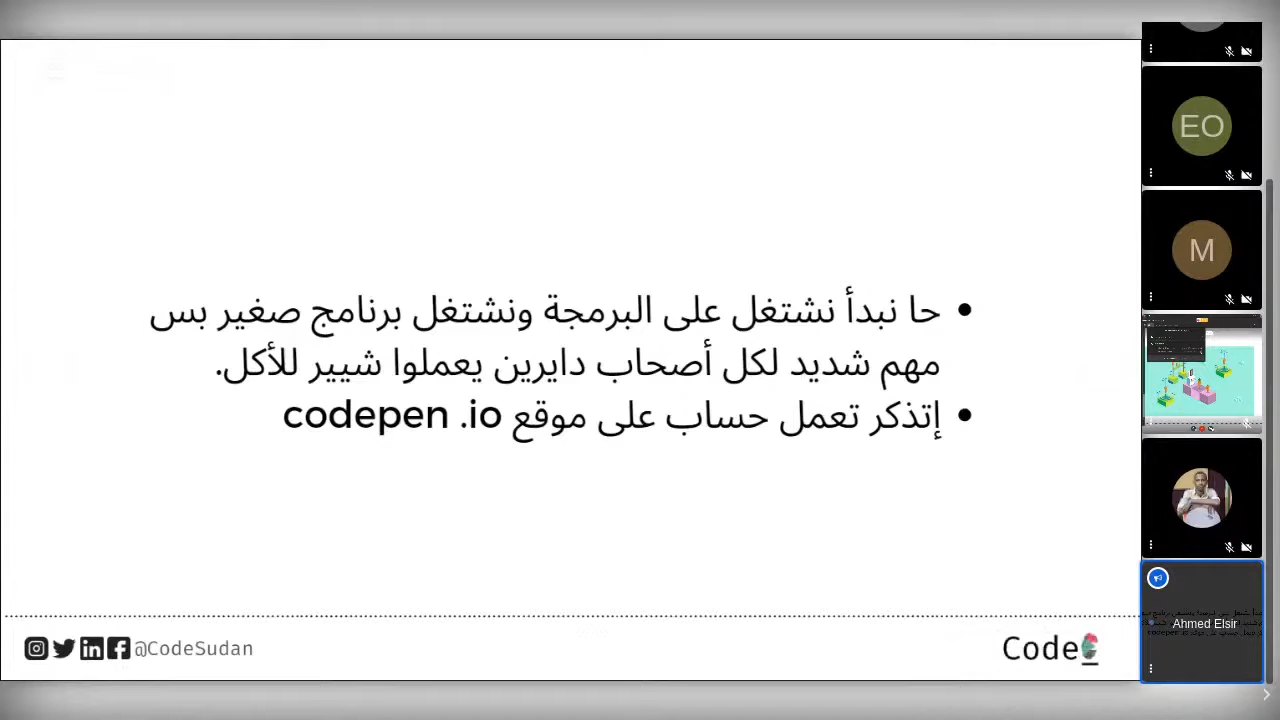 حا نبدأ نشتغل على البرمجة ونشتغل برنامج صغير بس
مهم شديد لكل أصحاب دايرين يعملوا شيير للأكل.
إتذكر تعمل حساب على موقع codepen .io
@CodeSudan
Code
EO
M
Ahmed Elsir